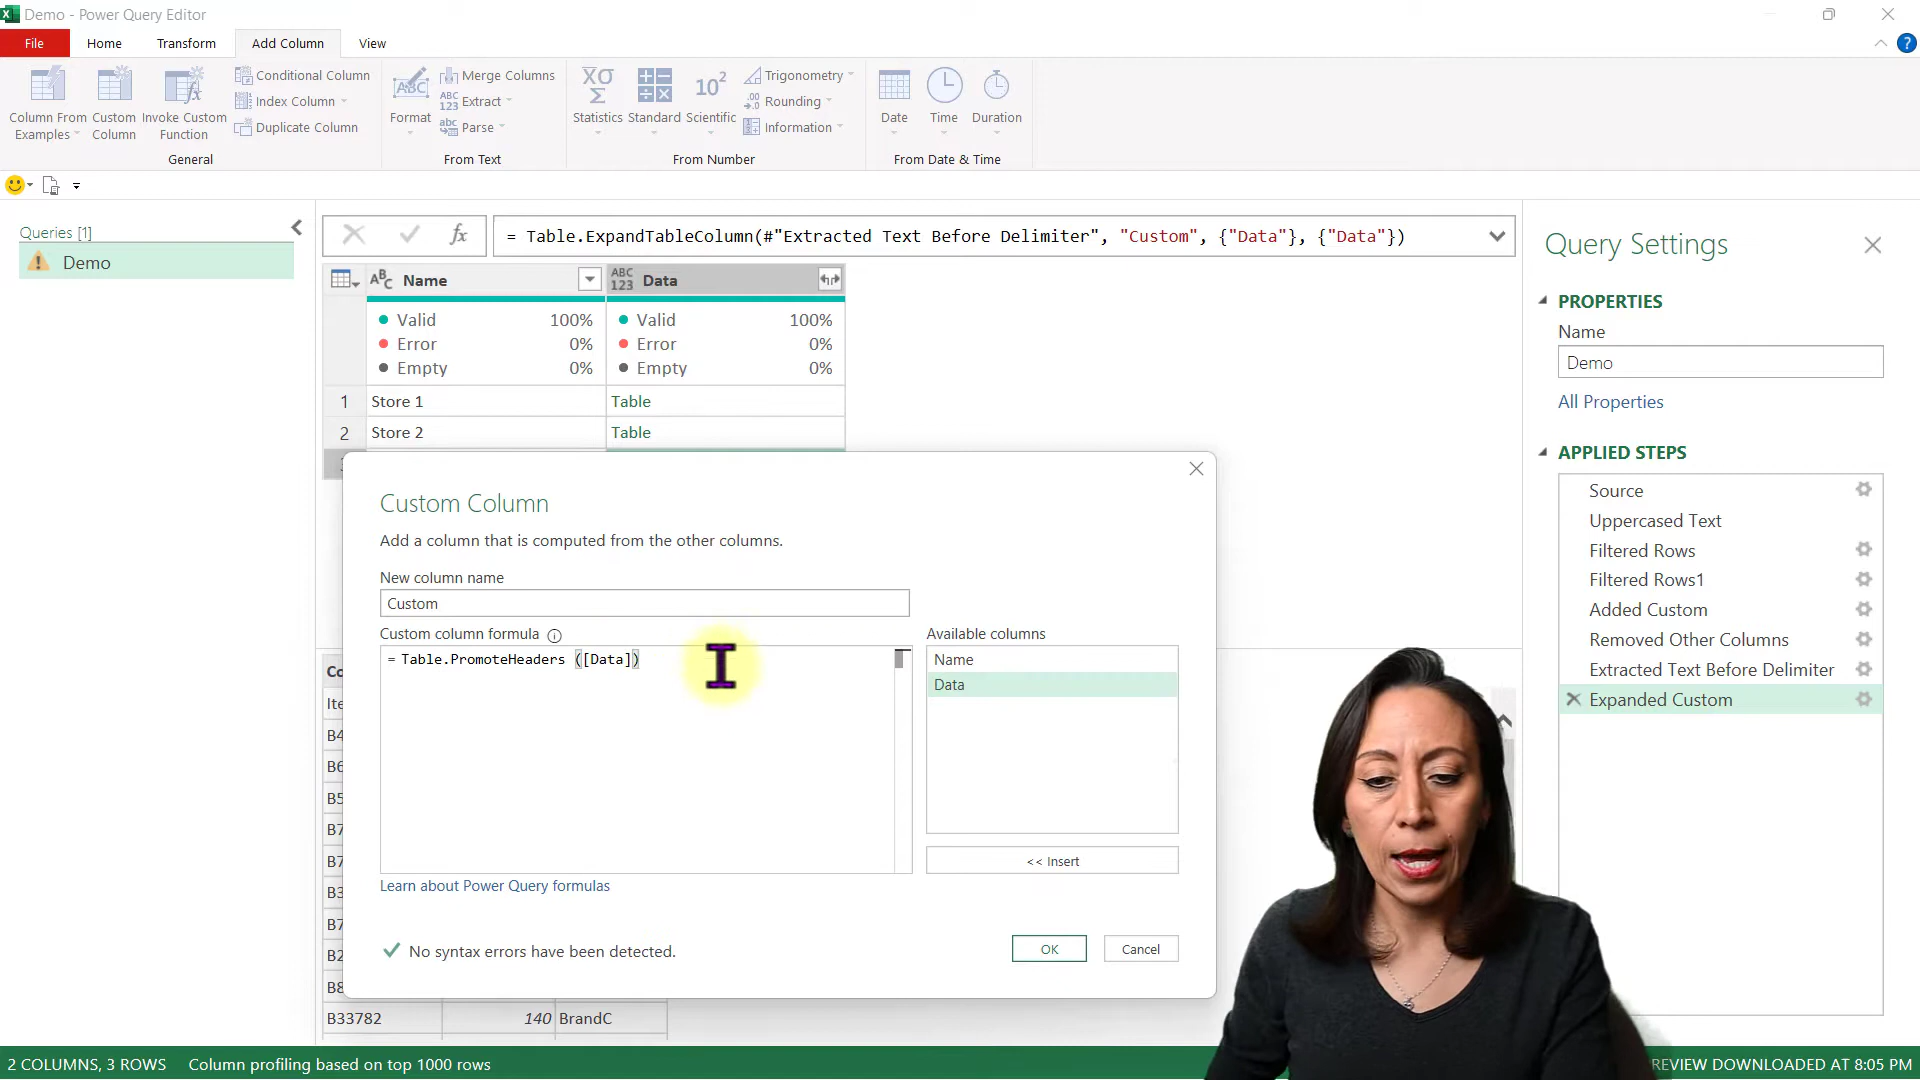 Demo - Power Query Editor
File Home Transform Add Column View
Column From Examples
Custom Column
Invoke Custom Function
Conditional Column
Index Column
Duplicate Column
General
Format
Merge Columns
Extract
Parse
From Text
Statistics
Standard
Scientific
Trigonometry
Rounding
Information
From Number
Date
Time
Duration
From Date & Time
Queries [1]
Demo
= Table.ExpandTableColumn(#"Extracted Text Before Delimiter", "Custom", {"Data"}, {"Data"})
Name Data
Valid 100% Valid 100%
Error 0% Error 0%
Empty 0% Empty 0%
1 Store 1 Table
2 Store 2 Table
Custom Column
Add a column that is computed from the other columns.
New column name
Custom
Custom column formula
= Table.PromoteHeaders ([Data])
Available columns
Name
Data
<< Insert
Learn about Power Query formulas
No syntax errors have been detected.
OK Cancel
B33782 140 BrandC
Query Settings
PROPERTIES
Name
Demo
All Properties
APPLIED STEPS
Source
Uppercased Text
Filtered Rows
Filtered Rows1
Added Custom
Removed Other Columns
Extracted Text Before Delimiter
Expanded Custom
2 COLUMNS, 3 ROWS Column profiling based on top 1000 rows
REVIEW DOWNLOADED AT 8:05 PM